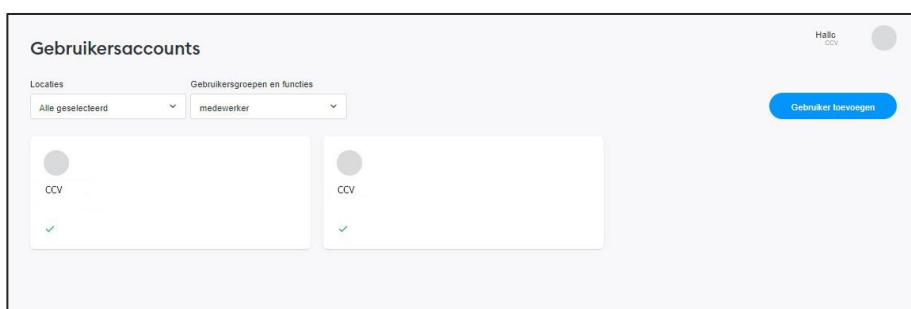 Hallo
CCV
Gebruikersaccounts
Locaties Gebruikersgroepen en functies
Alle geselecteerd medewerker
Gebruiker toevoegen
CCV CCV